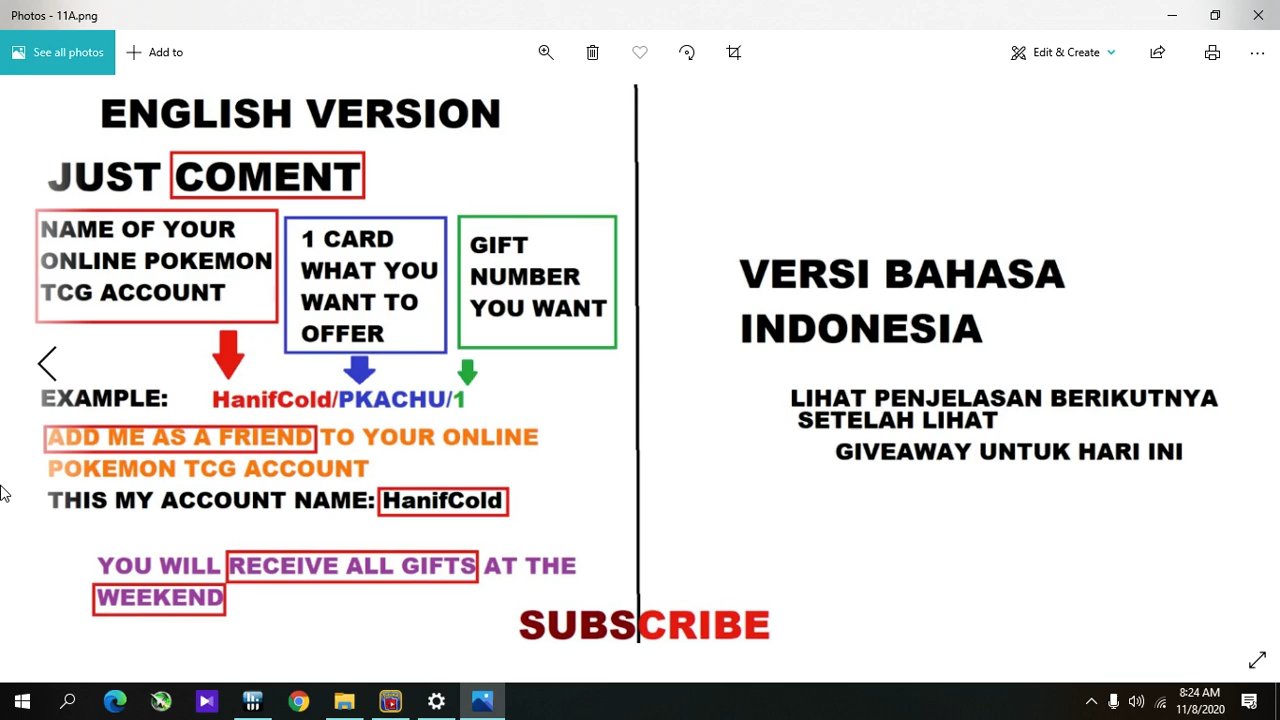 Photos - 11A.png
See all photos
Add to
Edit & Create
ENGLISH VERSION
JUST COMENT
NAME OF YOUR
ONLINE POKEMON
TCG ACCOUNT
1 CARD
WHAT YOU
WANT TO
OFFER
GIFT
NUMBER
YOU WANT
EXAMPLE: HanifCold/PKACHU/1
ADD ME AS A FRIEND TO YOUR ONLINE
POKEMON TCG ACCOUNT
THIS MY ACCOUNT NAME: HanifCold
YOU WILL RECEIVE ALL GIFTS AT THE
WEEKEND
VERSI BAHASA
INDONESIA
LIHAT PENJELASAN BERIKUTNYA
SETELAH LIHAT
GIVEAWAY UNTUK HARI INI
SUBSCRIBE
8:24 AM
11/8/2020